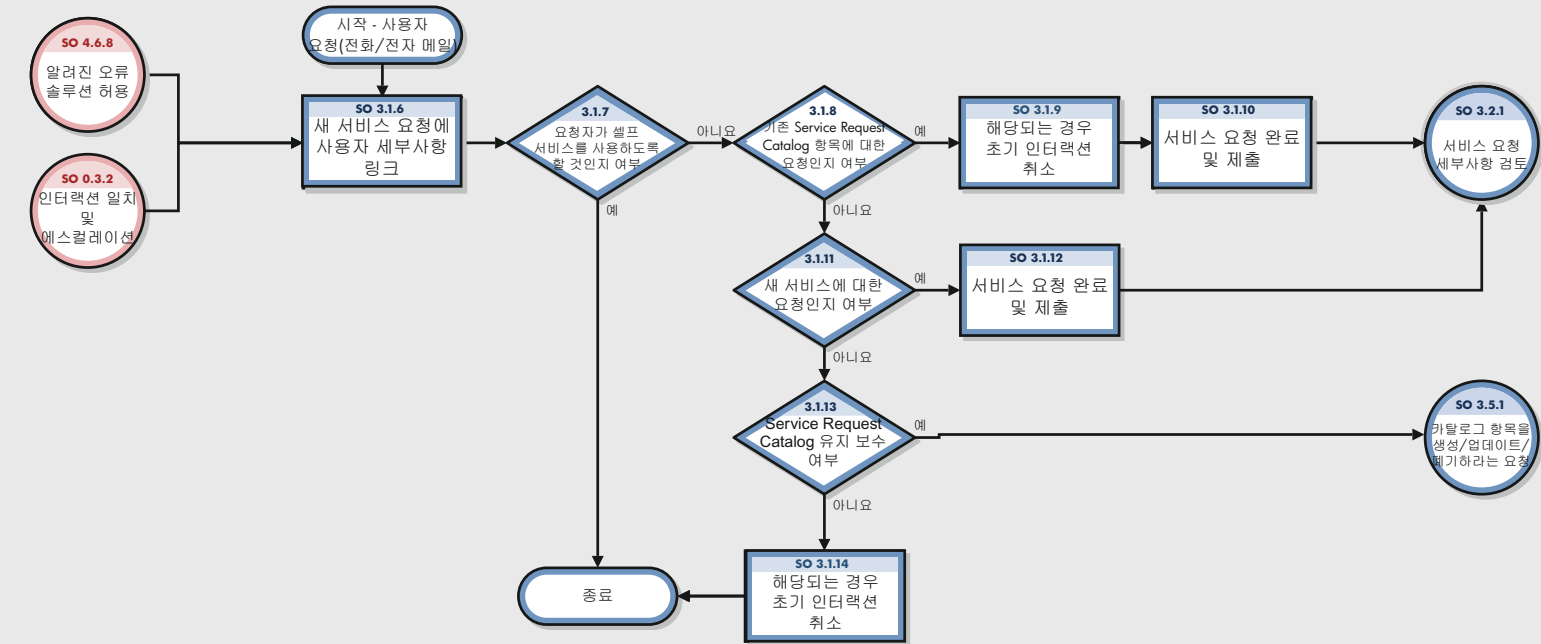 시작 - 사용자
요청(전화/전자 메일)
SO 4.6.8
알려진 오류
솔루션 허용
SO 0.3.2
인터랙션 일치
및
에스컬레이션
SO 3.1.6
새 서비스 요청에
사용자 세부사항
링크
3.1.7
요청자가 셀프
서비스를 사용하도록
할 것인지 여부
아니요
예
3.1.8
기존 Service Request
Catalog 항목에 대한
요청인지 여부
예
아니요
SO 3.1.9
해당되는 경우
초기 인터랙션
취소
SO 3.1.10
서비스 요청 완료
및 제출
SO 3.2.1
서비스 요청
세부사항 검토
3.1.11
새 서비스에 대한
요청인지 여부
예
아니요
SO 3.1.12
서비스 요청 완료
및 제출
3.1.13
Service Request
Catalog 유지 보수
여부
예
아니요
SO 3.5.1
카탈로그 항목을
생성/업데이트/
폐기하라는 요청
SO 3.1.14
해당되는 경우
초기 인터랙션
취소
종료